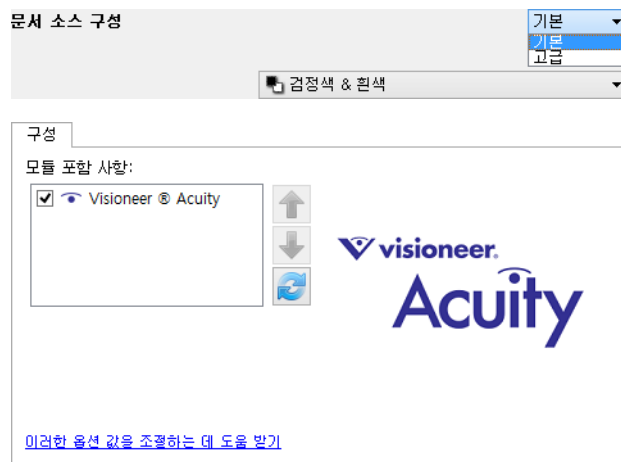 문서 소스 구성
기본
기본
고급
검정색 & 흰색
구성
모듈 포함 사항:
Visioneer ® Acuity
visioneer.
Acuity
이러한 옵션 값을 조절하는 데 도움 받기